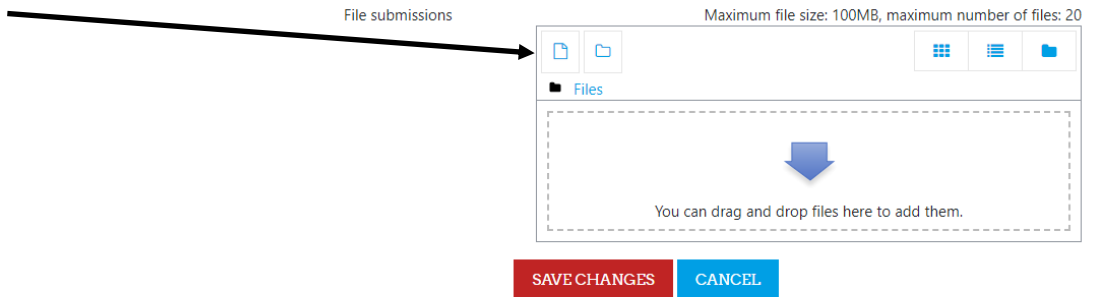 File submissions
Maximum file size: 100MB, maximum number of files: 20
Files
You can drag and drop files here to add them.
SAVE CHANGES
CANCEL